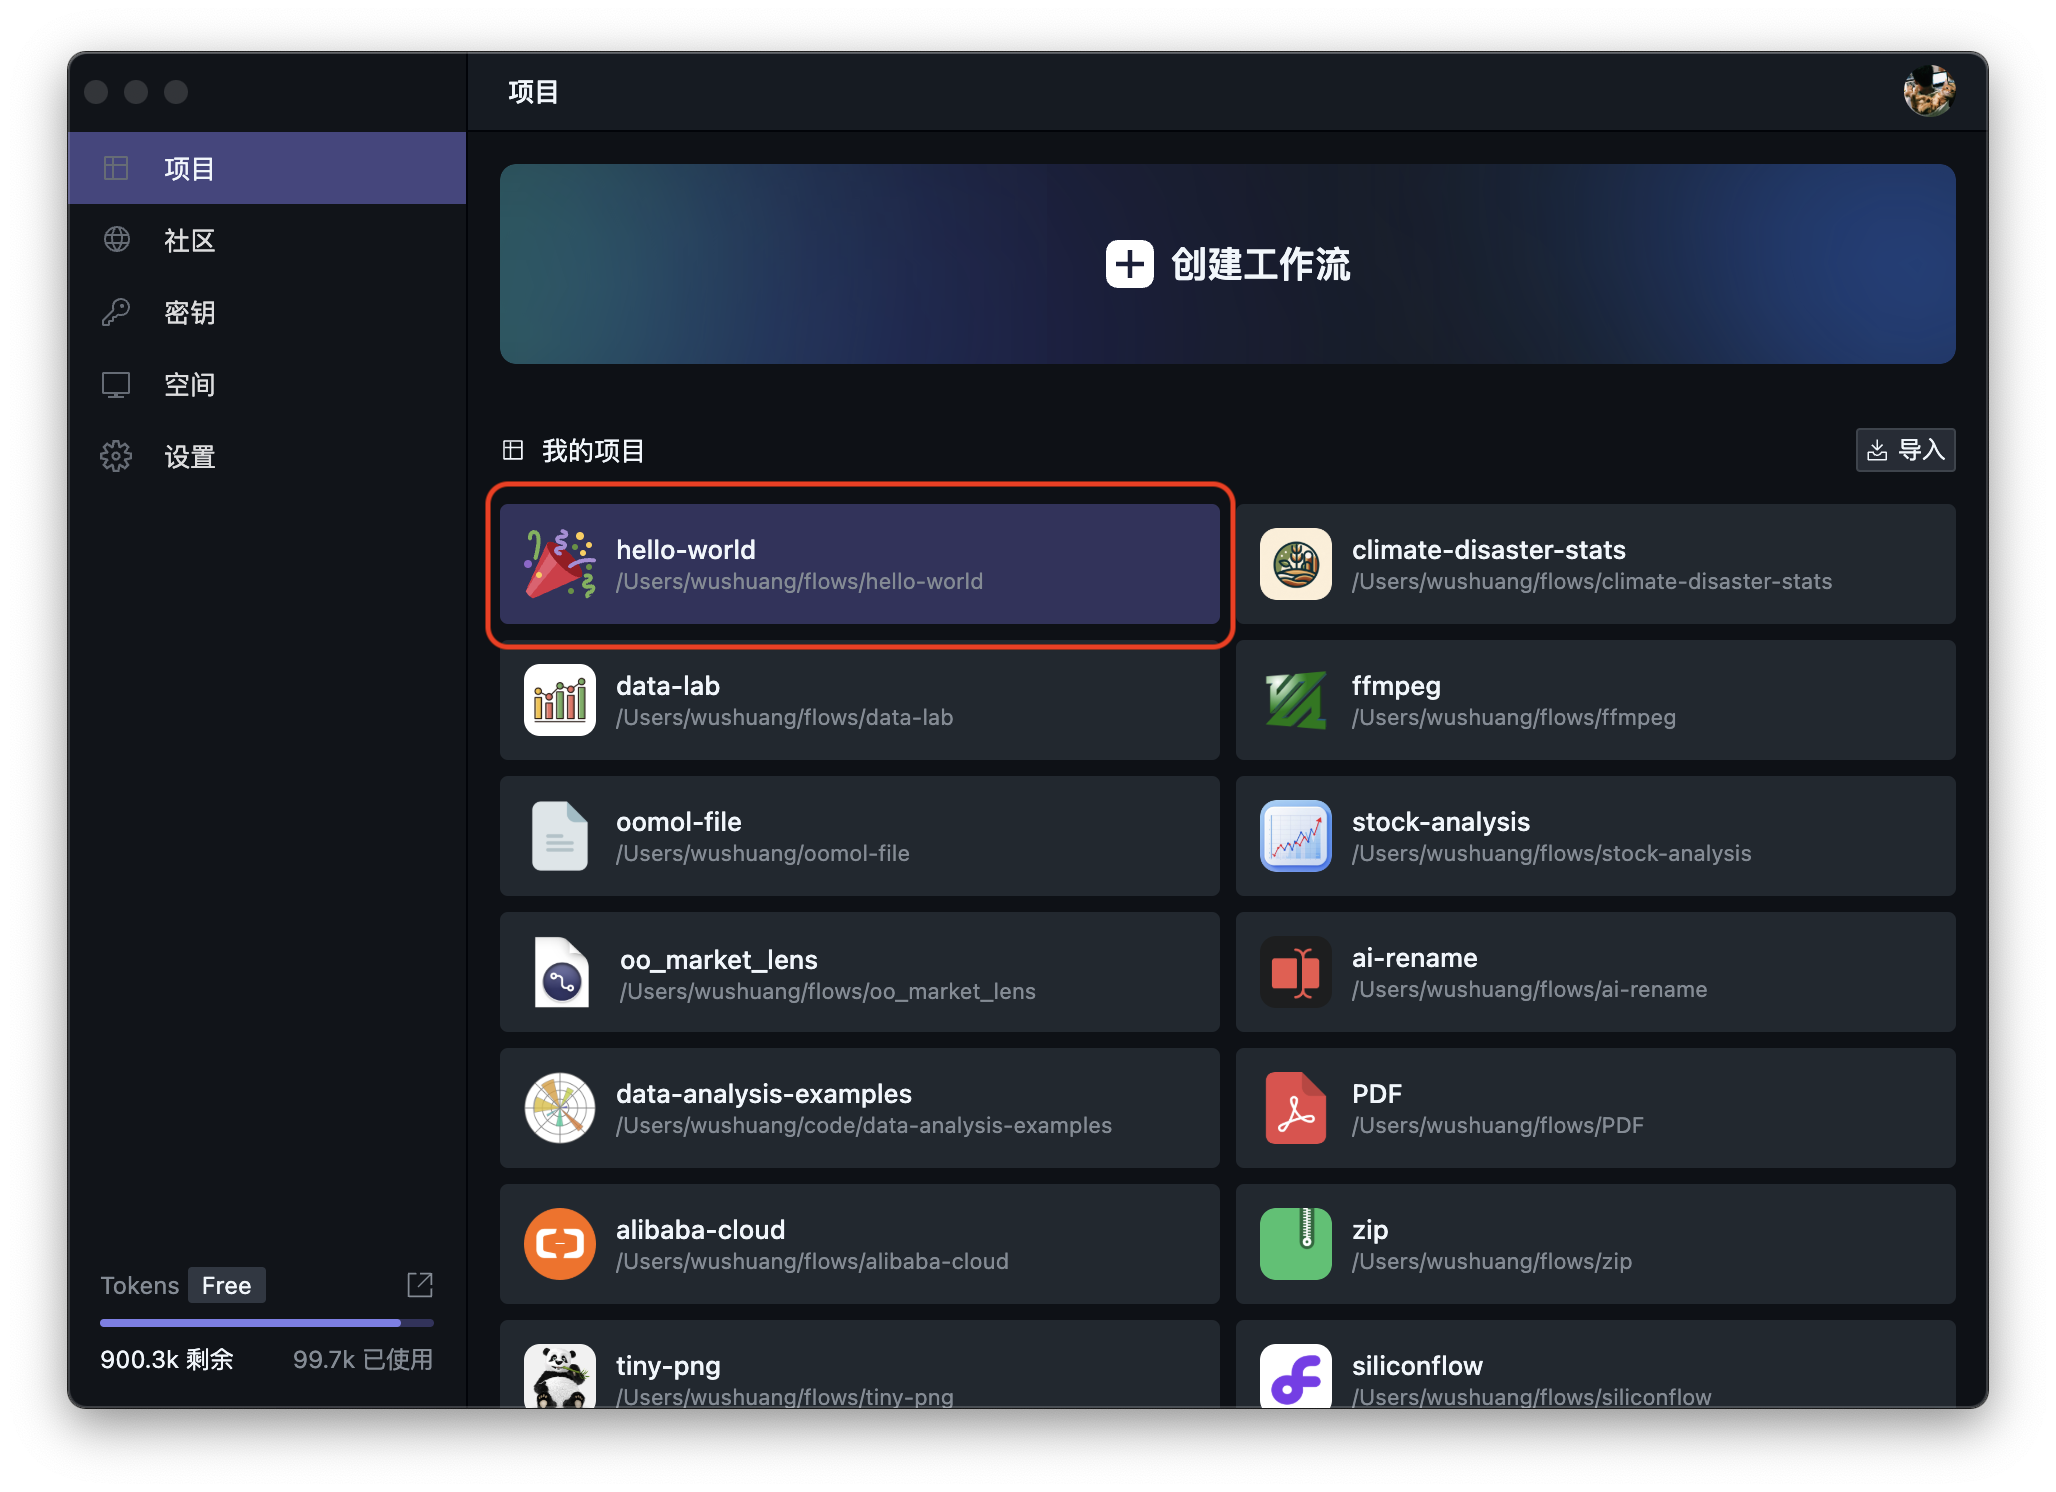 项目
社区
密钥
空间
设置
Tokens Free
900.3k 剩余 99.7k 已使用
项目
创建工作流
我的项目
导入
hello-world
/Users/wushuang/flows/hello-world
climate-disaster-stats
/Users/wushuang/flows/climate-disaster-stats
data-lab
/Users/wushuang/flows/data-lab
ffmpeg
/Users/wushuang/flows/ffmpeg
oomol-file
/Users/wushuang/oomol-file
stock-analysis
/Users/wushuang/flows/stock-analysis
oo_market_lens
/Users/wushuang/flows/oo_market_lens
ai-rename
/Users/wushuang/flows/ai-rename
data-analysis-examples
/Users/wushuang/code/data-analysis-examples
PDF
/Users/wushuang/flows/PDF
alibaba-cloud
/Users/wushuang/flows/alibaba-cloud
zip
/Users/wushuang/flows/zip
tiny-png
/Users/wushuang/flows/tiny-png
siliconflow
/Users/wushuang/flows/siliconflow